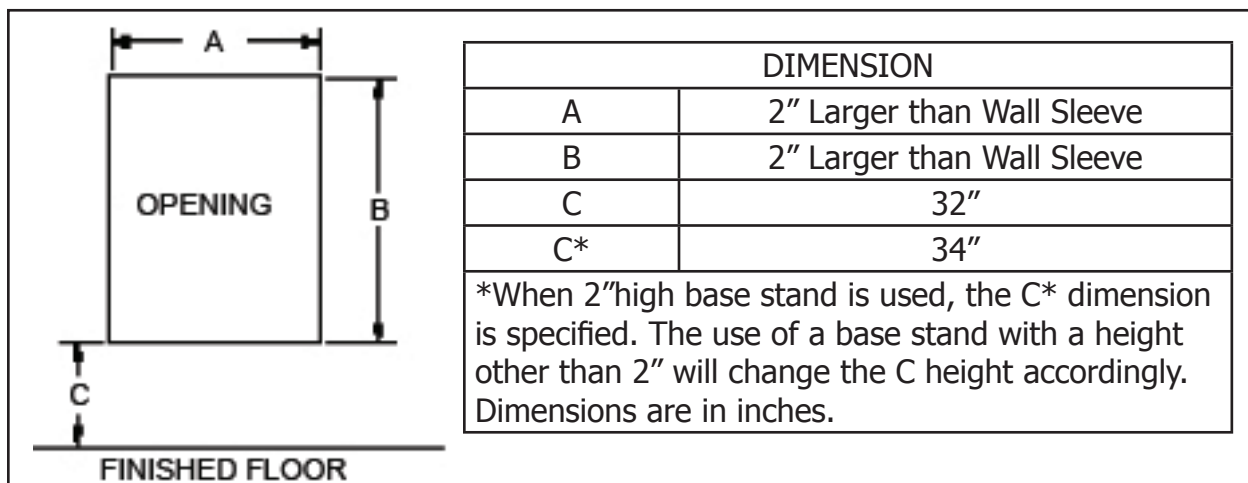 A
OPENING
B
C
FINISHED FLOOR
DIMENSION
A 2” Larger than Wall Sleeve
B 2” Larger than Wall Sleeve
C 32”
C* 34”
*When 2”high base stand is used, the C* dimension
is specified. The use of a base stand with a height
other than 2” will change the C height accordingly.
Dimensions are in inches.